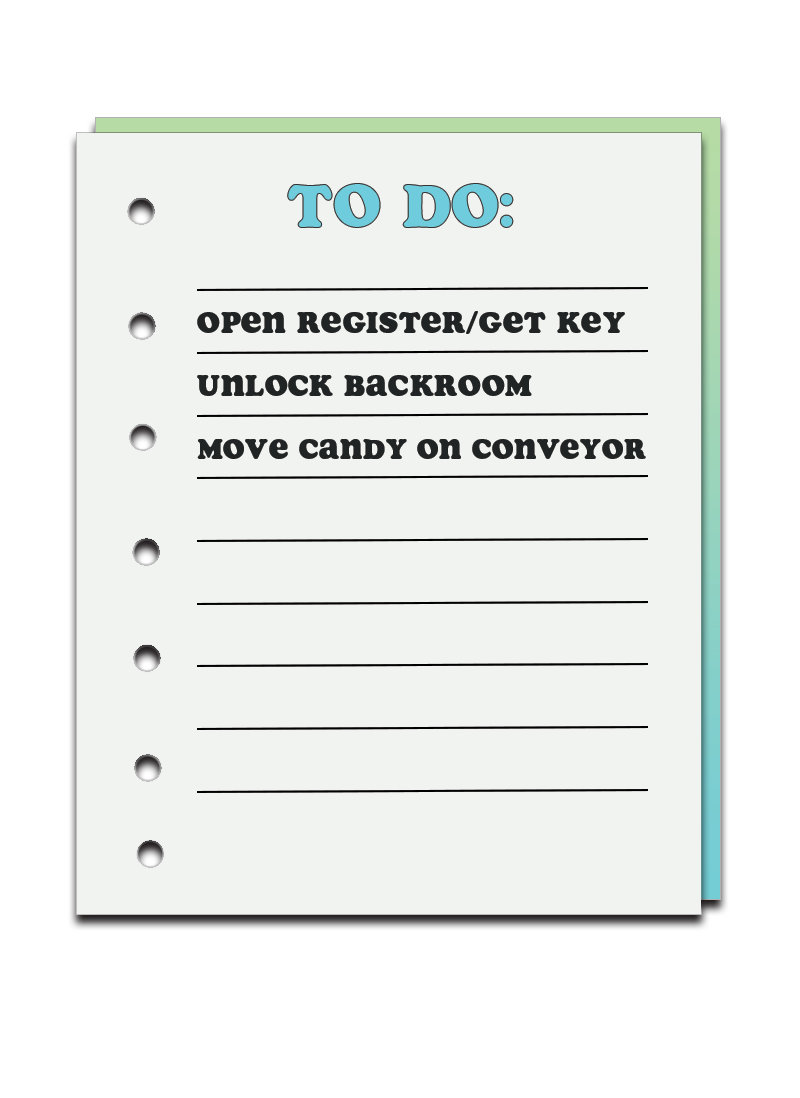 TO DO:
OPEN REGISTER/GET KEY
UNLOCK BACKROOM
MOVE CANDY ON CONVEYOR